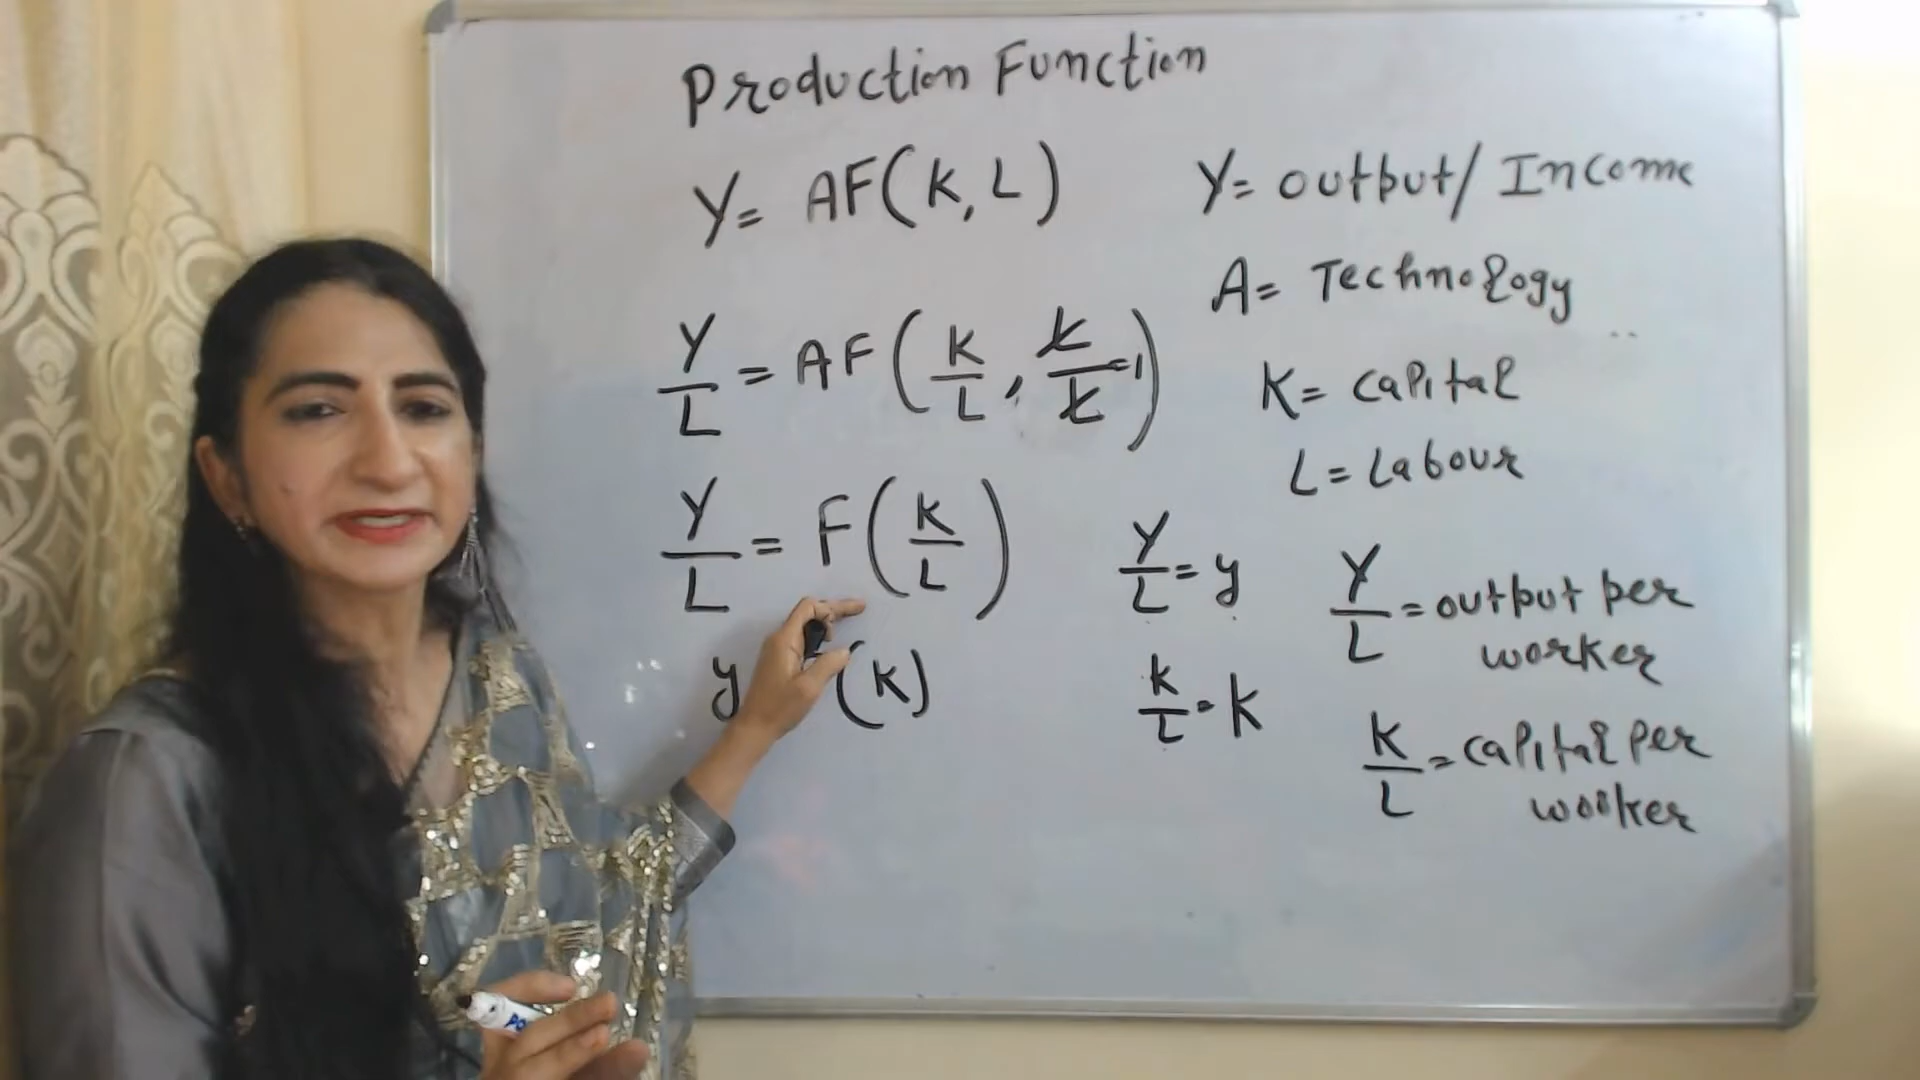 Production Function
Y= AF(K,L)
Y= output/ Income
A= Technology
Y/L = AF(K/L, L/L=1)
K= capital
L= Labour
Y/L = F(K/L)
Y/L = y
Y/L = output per
worker
y (k)
K/L = k
K/L = capital per
worker